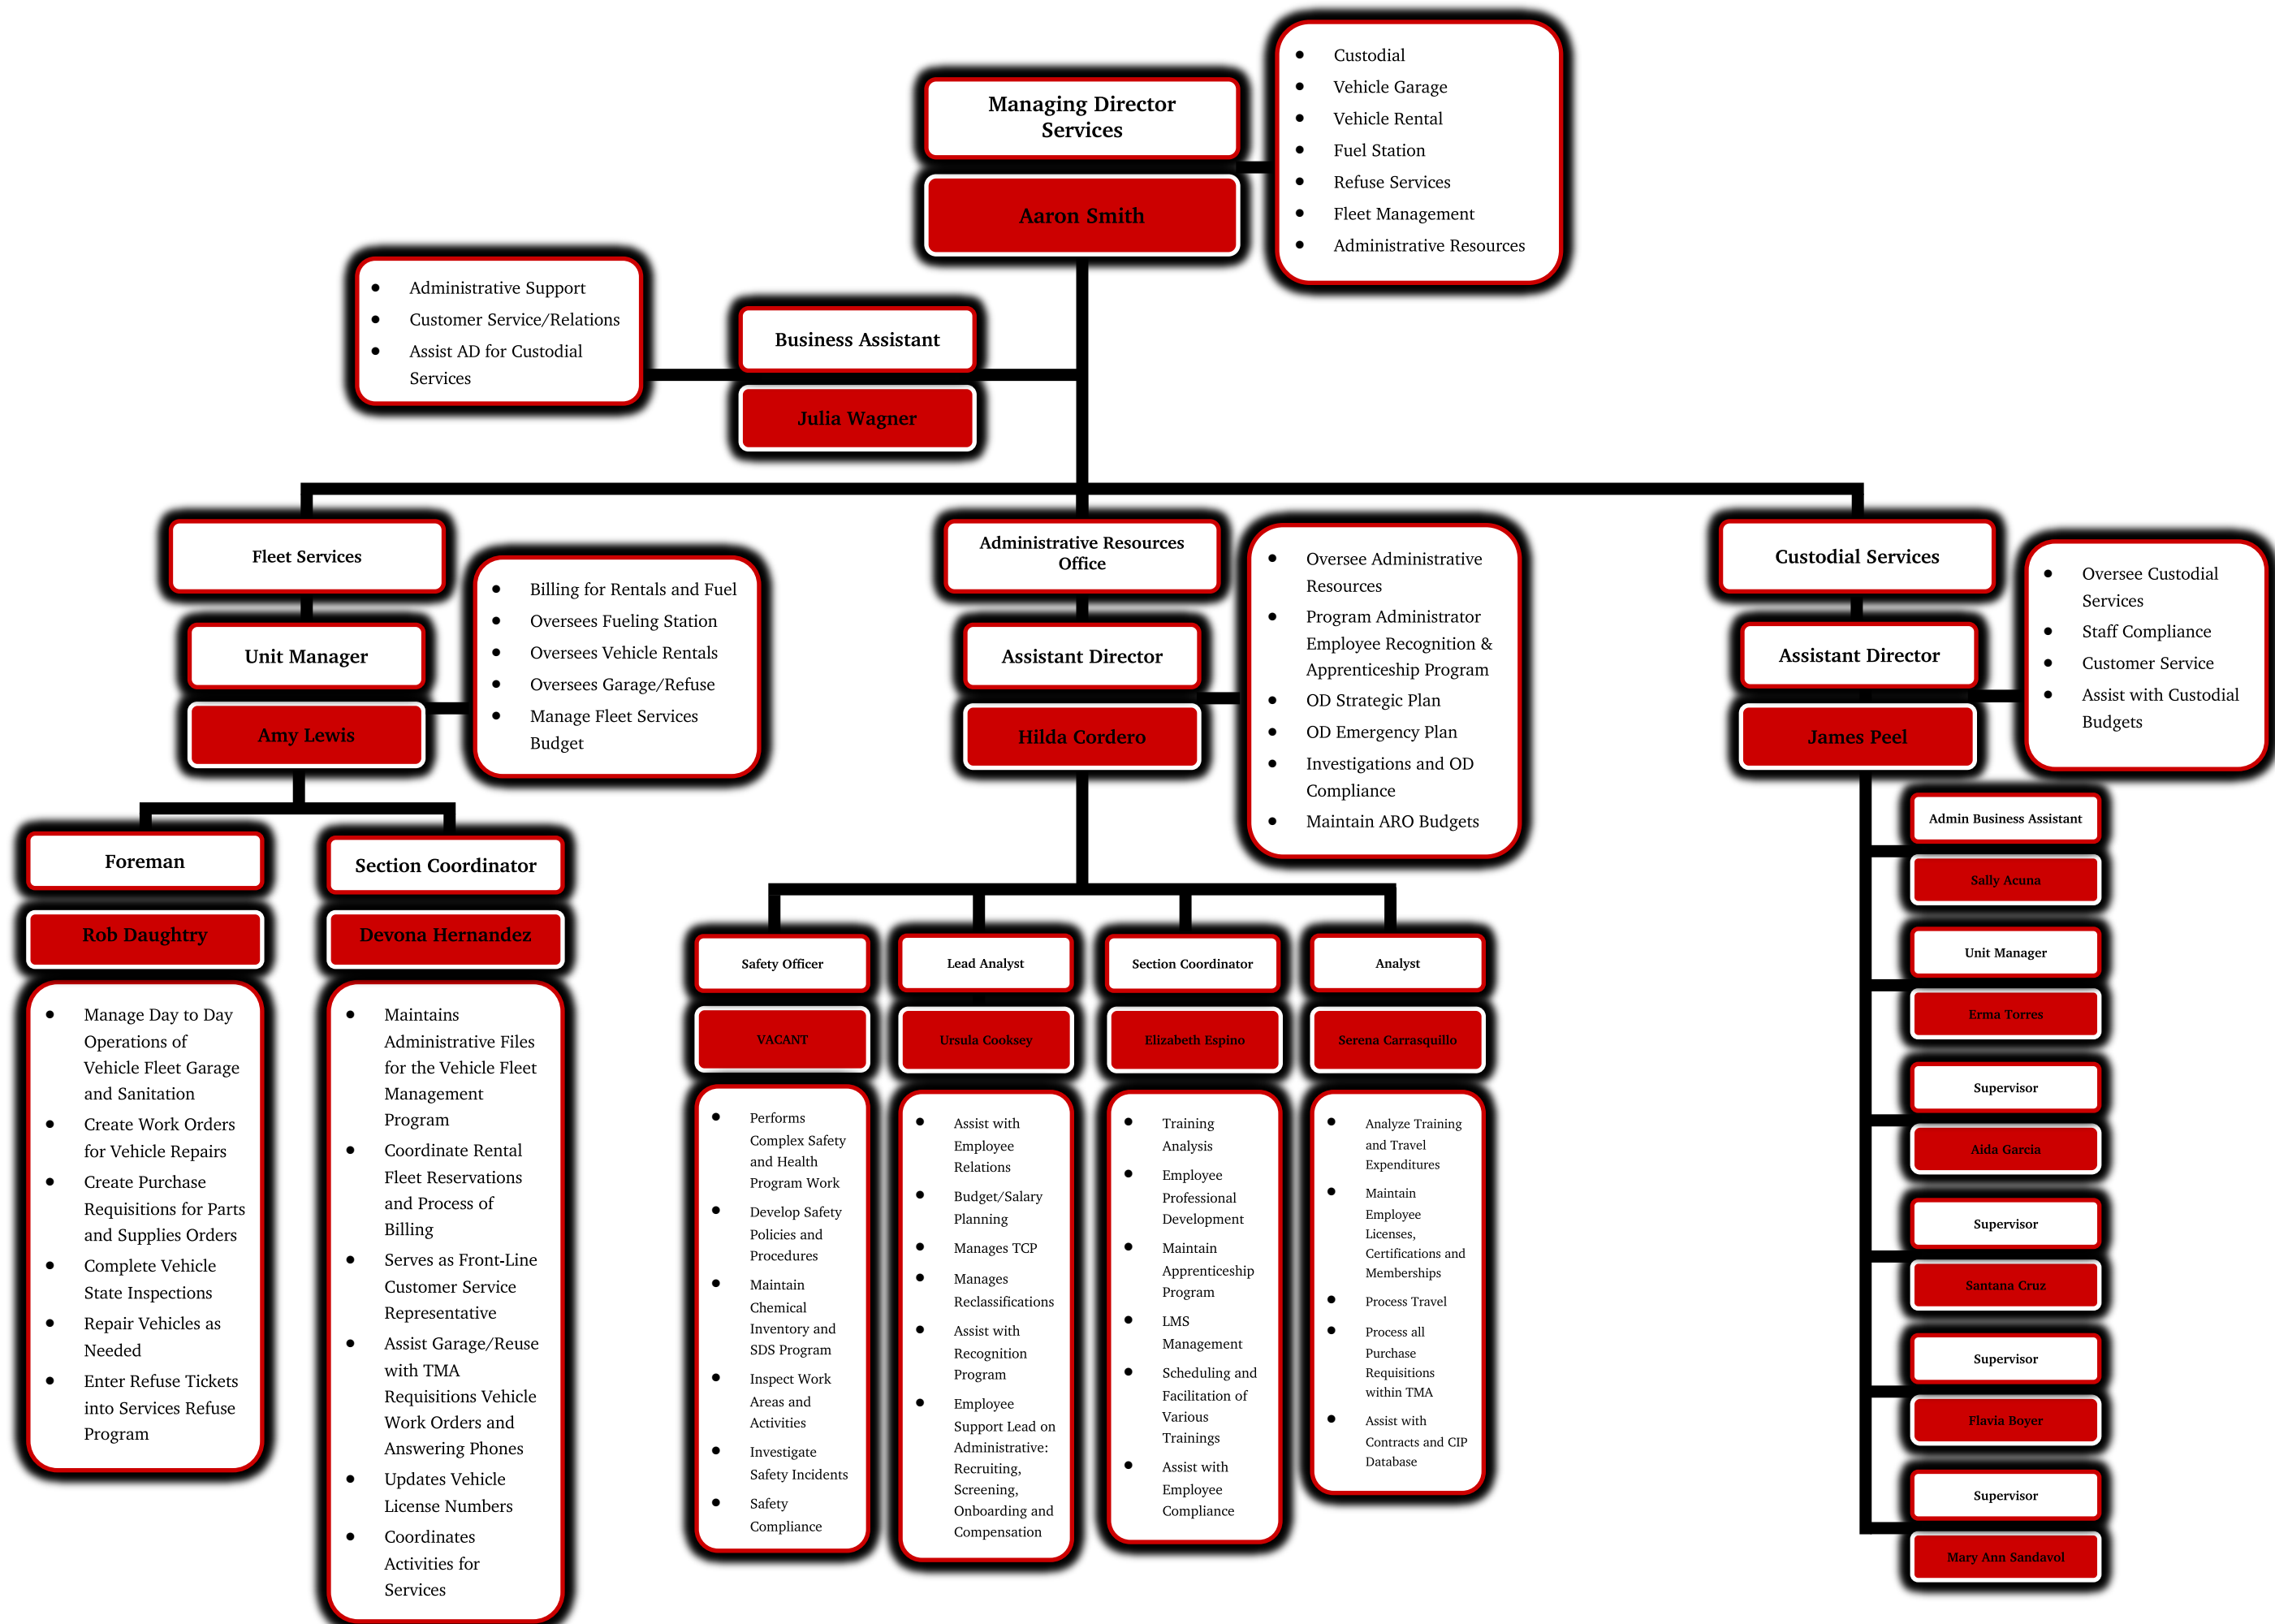 Managing Director
Services
Aaron Smith
Custodial
Vehicle Garage
Vehicle Rental
Fuel Station
Refuse Services
Fleet Management
Administrative Resources
Administrative Support
Customer Service/Relations
Assist AD for Custodial
Services
Business Assistant
Julia Wagner
Fleet Services
Unit Manager
Amy Lewis
Billing for Rentals and Fuel
Oversees Fueling Station
Oversees Vehicle Rentals
Oversees Garage/Refuse
Manage Fleet Services
Budget
Administrative Resources
Office
Assistant Director
Hilda Cordero
Oversee Administrative
Resources
Program Administrator
Employee Recognition &
Apprenticeship Program
OD Strategic Plan
OD Emergency Plan
Investigations and OD
Compliance
Maintain ARO Budgets
Custodial Services
Assistant Director
James Peel
Oversee Custodial
Services
Staff Compliance
Customer Service
Assist with Custodial
Budgets
Foreman
Rob Daughtry
Manage Day to Day
Operations of
Vehicle Fleet Garage
and Sanitation
Create Work Orders
for Vehicle Repairs
Create Purchase
Requisitions for Parts
and Supplies Orders
Complete Vehicle
State Inspections
Repair Vehicles as
Needed
Enter Refuse Tickets
into Services Refuse
Program
Section Coordinator
Devona Hernandez
Maintains
Administrative Files
for the Vehicle Fleet
Management
Program
Coordinate Rental
Fleet Reservations
and Process of
Billing
Serves as Front-Line
Customer Service
Representative
Assist Garage/Reuse
with TMA
Requisitions Vehicle
Work Orders and
Answering Phones
Updates Vehicle
License Numbers
Coordinates
Activities for
Services
Safety Officer
VACANT
Performs
Complex Safety
and Health
Program Work
Develop Safety
Policies and
Procedures
Maintain
Chemical
Inventory and
SDS Program
Inspect Work
Areas and
Activities
Investigate
Safety Incidents
Safety
Compliance
Lead Analyst
Ursula Cooksey
Assist with
Employee
Relations
Budget/Salary
Planning
Manages TCP
Manages
Reclassifications
Assist with
Recognition
Program
Employee
Support Lead on
Administrative:
Recruiting,
Screening,
Onboarding and
Compensation
Section Coordinator
Elizabeth Espino
Training
Analysis
Employee
Professional
Development
Maintain
Apprenticeship
Program
LMS
Management
Scheduling and
Facilitation of
Various
Trainings
Assist with
Employee
Compliance
Analyst
Serena Carrasquillo
Analyze Training
and Travel
Expenditures
Maintain
Employee
Licenses,
Certifications and
Memberships
Process Travel
Process all
Purchase
Requisitions
within TMA
Assist with
Contracts and CIP
Database
Admin Business Assistant
Sally Acuna
Unit Manager
Erma Torres
Supervisor
Aida Garcia
Supervisor
Santana Cruz
Supervisor
Flavia Boyer
Supervisor
Mary Ann Sandavol